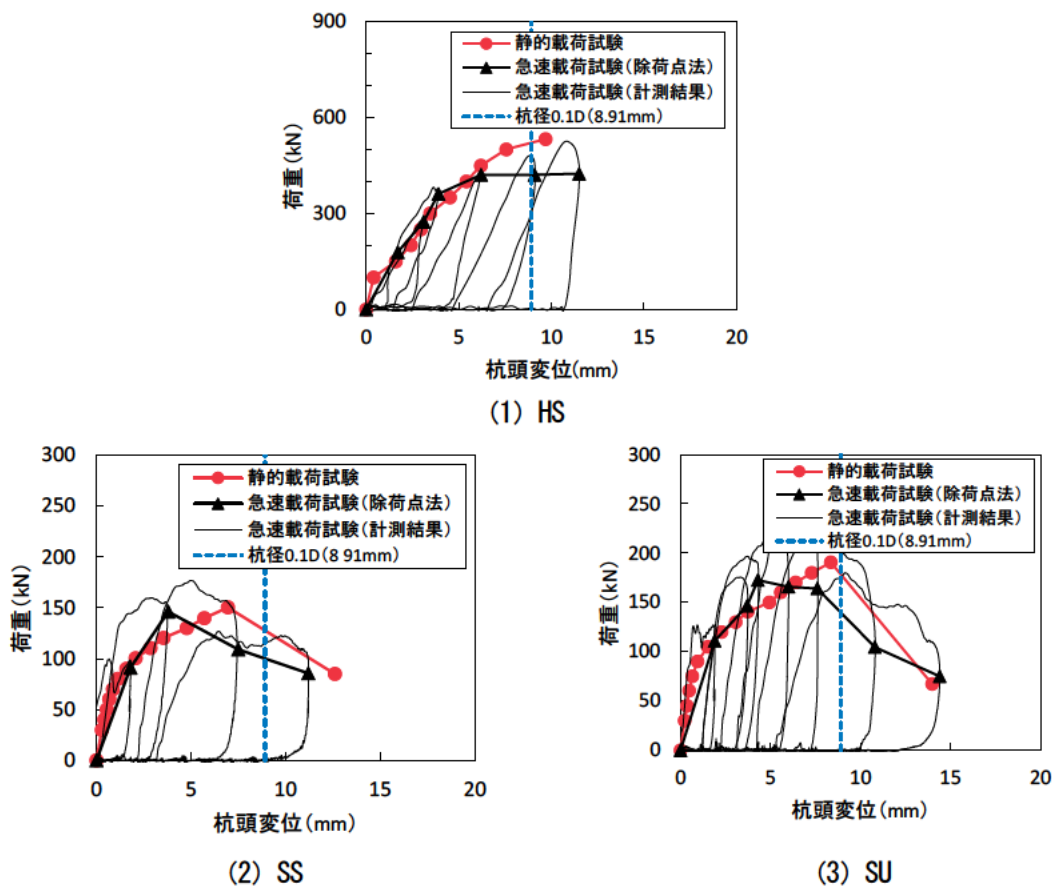 900
600
300
0
荷重(kN)
静的載荷試験
急速載荷試験(除荷点法)
急速載荷試験(計測結果)
杭径0.1D(8.91mm)
0 5 10 15 20
杭頭変位(mm)
(1) HS
300
250
200
150
100
50
0
荷重(kN)
静的載荷試験
急速載荷試験(除荷点法)
急速載荷試験(計測結果)
杭径0.1D(8 91mm)
0 5 10 15 20
杭頭変位(mm)
(2) SS
300
250
200
150
100
50
0
荷重(kN)
静的載荷試験
急速載荷試験(除荷点法)
急速載荷試験(計測結果)
杭径0.1D(8.91mm)
0 5 10 15 20
杭頭変位(mm)
(3) SU